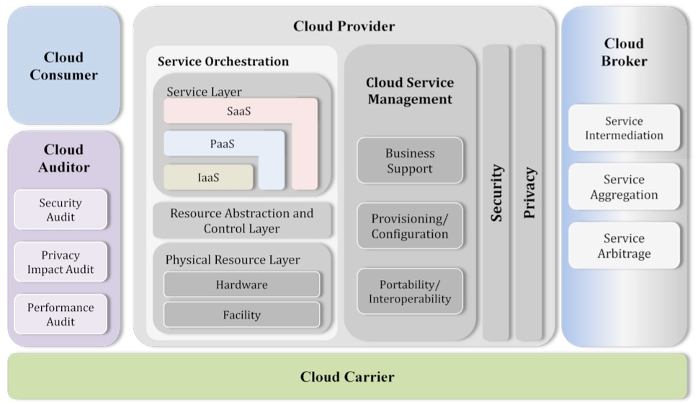 Cloud
Consumer
Cloud
Auditor
Security
Audit
Privacy
Impact Audit
Performance
Audit
Cloud Provider
Service Orchestration
Service Layer
SaaS
PaaS
IaaS
Resource Abstraction and
Control Layer
Physical Resource Layer
Hardware
Facility
Cloud Service
Management
Business
Support
Provisioning/
Configuration
Portability/
Interoperability
Security
Privacy
Cloud
Broker
Service
Intermediation
Service
Aggregation
Service
Arbitrage
Cloud Carrier